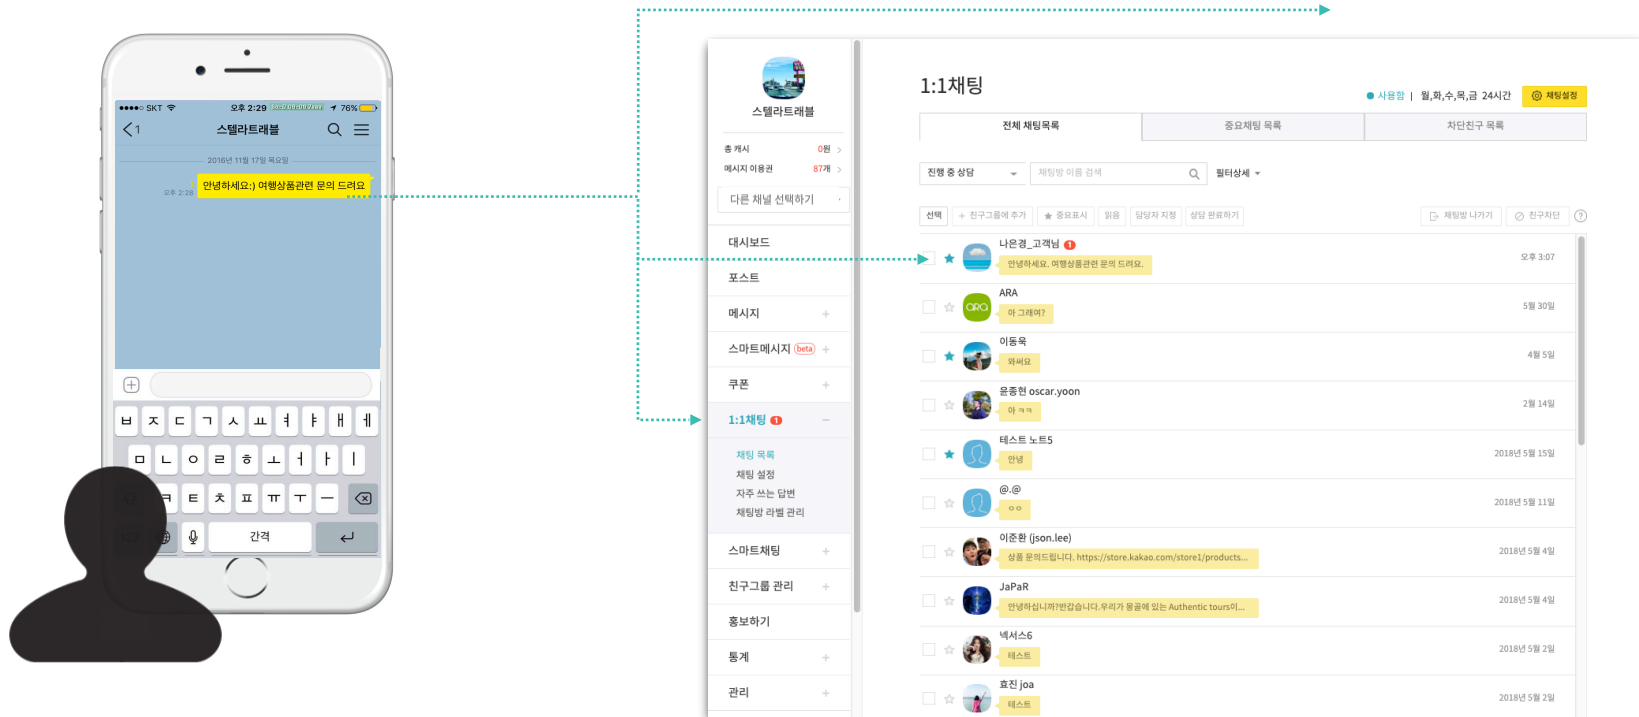 SKT
오후 2:29
76%
1
스텔라트래블
2016년 11월 17일 목요일
1
오후 2:28
안녕하세요:) 여행상품관련 문의 드려요
ㅂ ㅈ ㄷ ㄱ ㅅ ㅛ ㅕ ㅑ ㅐ ㅔ
ㅁ ㄴ ㅇ ㄹ ㅎ ㅗ ㅓ ㅏ ㅣ
ㅋ ㅌ ㅊ ㅍ ㅠ ㅜ ㅡ
간격
스텔라트래블
총 캐시 0원 >
메시지 이용권 87개 >
다른 채널 선택하기
대시보드
포스트
메시지 +
스마트메시지 beta +
쿠폰 +
1:1채팅 1 −
채팅 목록
채팅 설정
자주 쓰는 답변
채팅방 라벨 관리
스마트채팅 +
친구그룹 관리 +
홍보하기
통계 +
관리 +
1:1채팅
사용함 | 월,화,수,목,금 24시간
채팅설정
전체 채팅목록 중요채팅 목록 차단친구 목록
진행 중 상담 채팅방 이름 검색 필터상세
선택 + 친구그룹에 추가 ★ 중요표시 읽음 담당자 지정 상담 완료하기 채팅방 나가기 친구차단 ?
나은경_고객님 1
안녕하세요. 여행상품관련 문의 드려요.
오후 3:07
ARA
ara
아 그래여?
5월 30일
이동욱
와써요
4월 5일
윤종현 oscar.yoon
아 ㅋㅋ
2월 14일
테스트 노트5
안녕
2018년 5월 15일
@.@
ㅇㅇ
2018년 5월 11일
이준환 (json.lee)
상품 문의드립니다. https://store.kakao.com/store1/products...
2018년 5월 4일
JaPaR
안녕하십니까?반갑습니다.우리가 몽골에 있는 Authentic tours이...
2018년 5월 4일
넥서스6
테스트
2018년 5월 2일
효진 joa
테스트
2018년 5월 2일